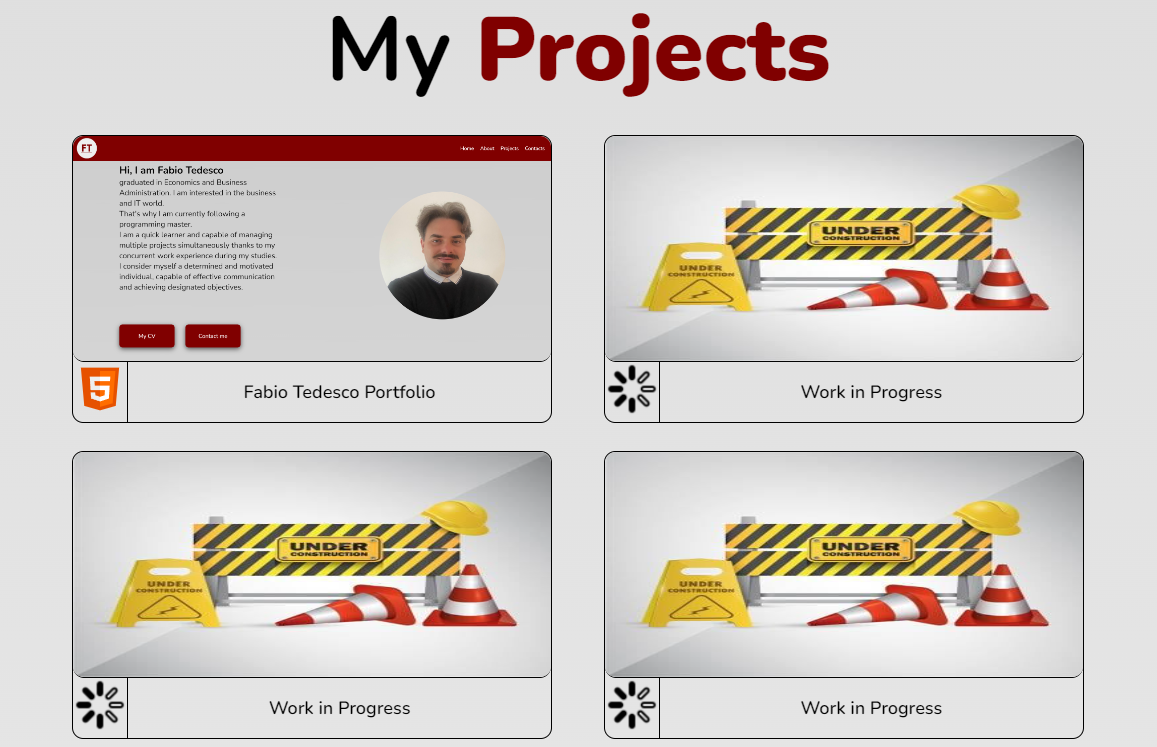 My Projects
FT
Home About Projects Contacts
Hi, I am Fabio Tedesco
graduated in Economics and Business
Administration. I am interested in the business
and IT world.
That's why I am currently following a
programming master.
I am a quick learner and capable of managing
multiple projects simultaneously thanks to my
concurrent work experience during my studies.
I consider myself a determined and motivated
individual, capable of effective communication
and achieving designated objectives.
My CV
Contact me
5
Fabio Tedesco Portfolio
UNDER
CONSTRUCTION
UNDER
CONSTRUCTION
Work in Progress
UNDER
CONSTRUCTION
UNDER
CONSTRUCTION
Work in Progress
UNDER
CONSTRUCTION
UNDER
CONSTRUCTION
Work in Progress